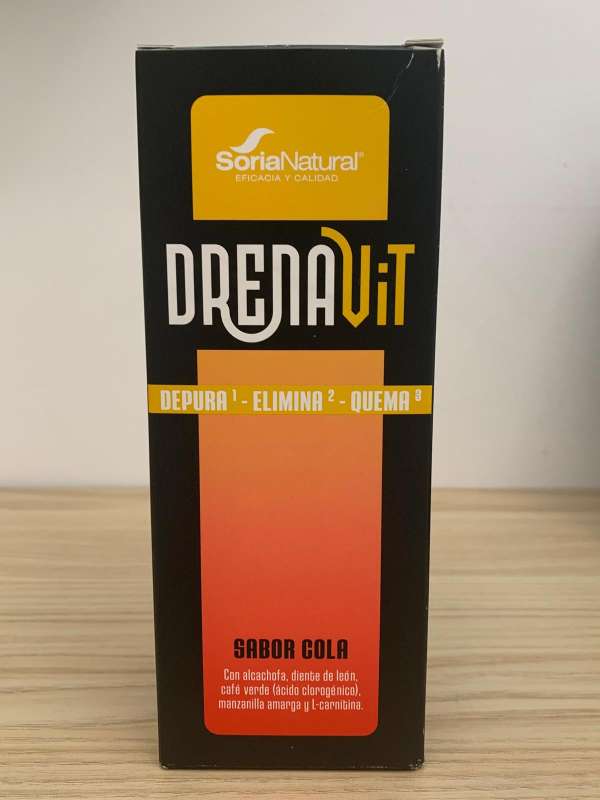 SoriaNatural®
EFICACIA Y CALIDAD
DRENAViT
DEPURA 1 - ELIMINA 2 - QUEMA 3
SABOR COLA
Con alcachofa, diente de león,
café verde (ácido clorogénico),
manzanilla amarga y L-carnitina.